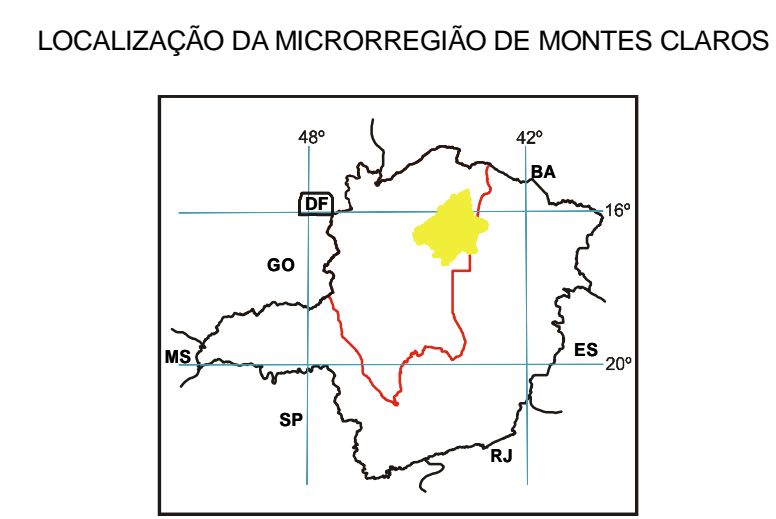 LOCALIZAÇÃO DA MICRORREGIÃO DE MONTES CLAROS
48º 42º
BA
DF
16º
GO
ES
MS
20º
SP
RJ